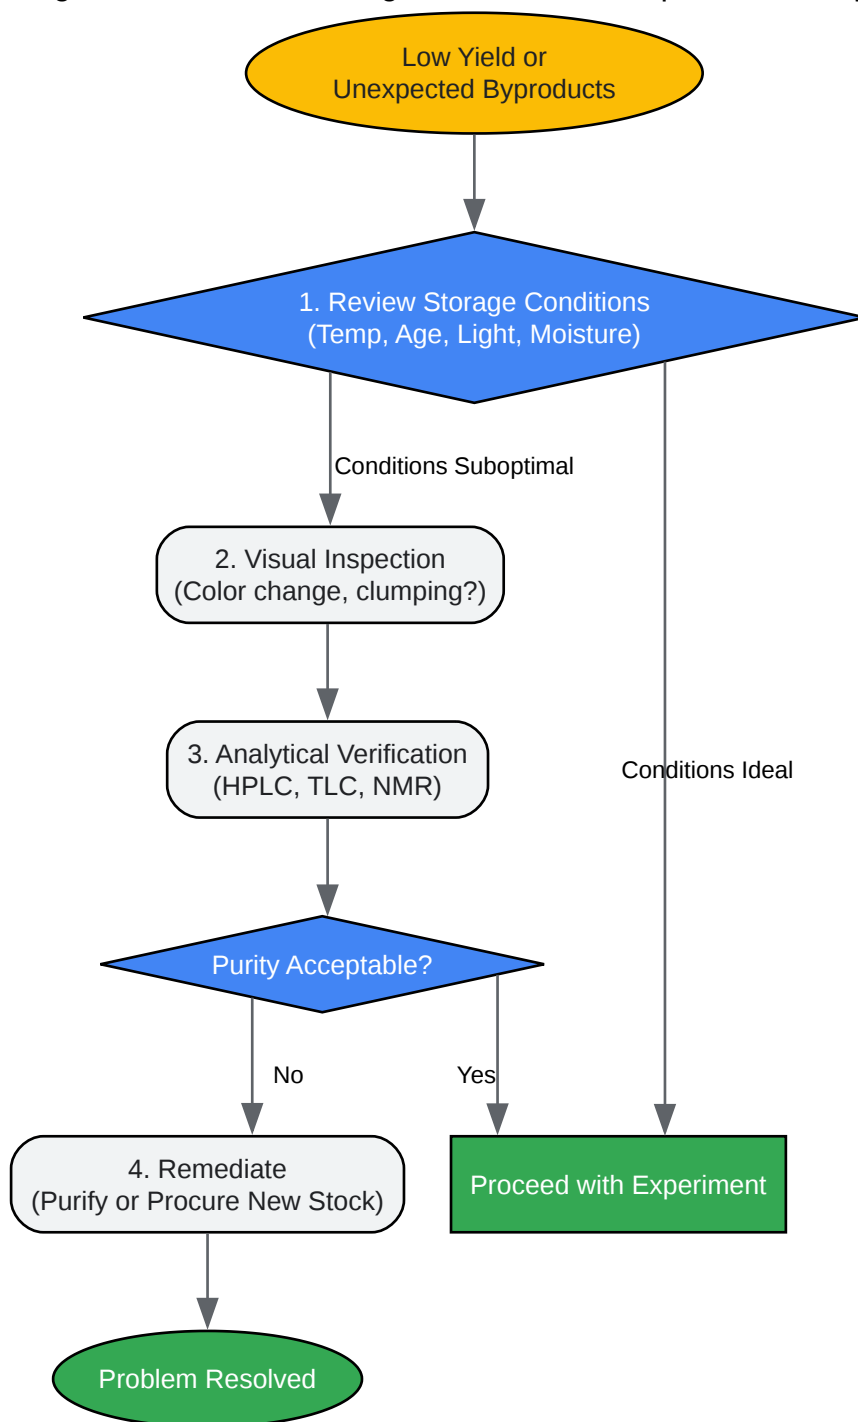 Low Yield or
Unexpected Byproducts
1. Review Storage Conditions
(Temp, Age, Light, Moisture)
Conditions Suboptimal
2. Visual Inspection
(Color change, clumping?)
3. Analytical Verification
(HPLC, TLC, NMR)
Conditions Ideal
Purity Acceptable?
No
Yes
4. Remediate
(Purify or Procure New Stock)
Proceed with Experiment
Problem Resolved